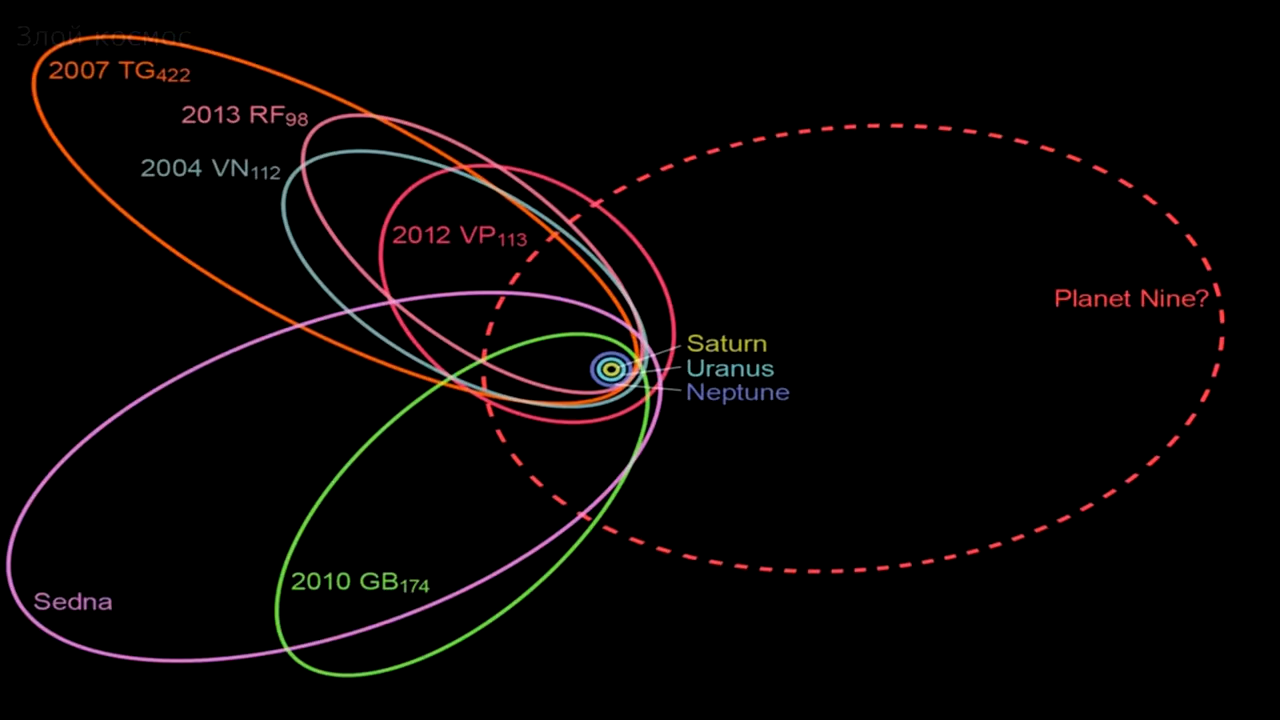 Злой космос
2007 TG₄₂₂
2013 RF₉₈
2004 VN₁₁₂
2012 VP₁₁₃
Planet Nine?
Saturn
Uranus
Neptune
2010 GB₁₇₄
Sedna